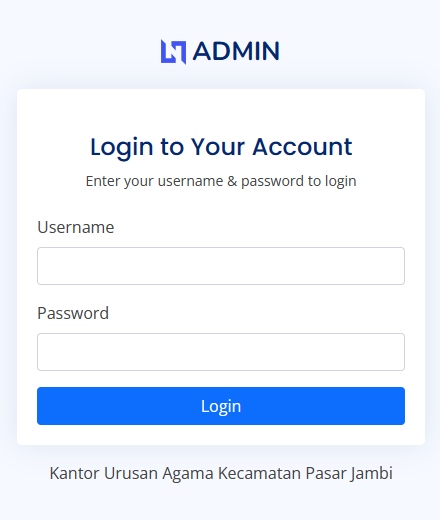 ADMIN
Login to Your Account
Enter your username & password to login
Username
Password
Login
Kantor Urusan Agama Kecamatan Pasar Jambi